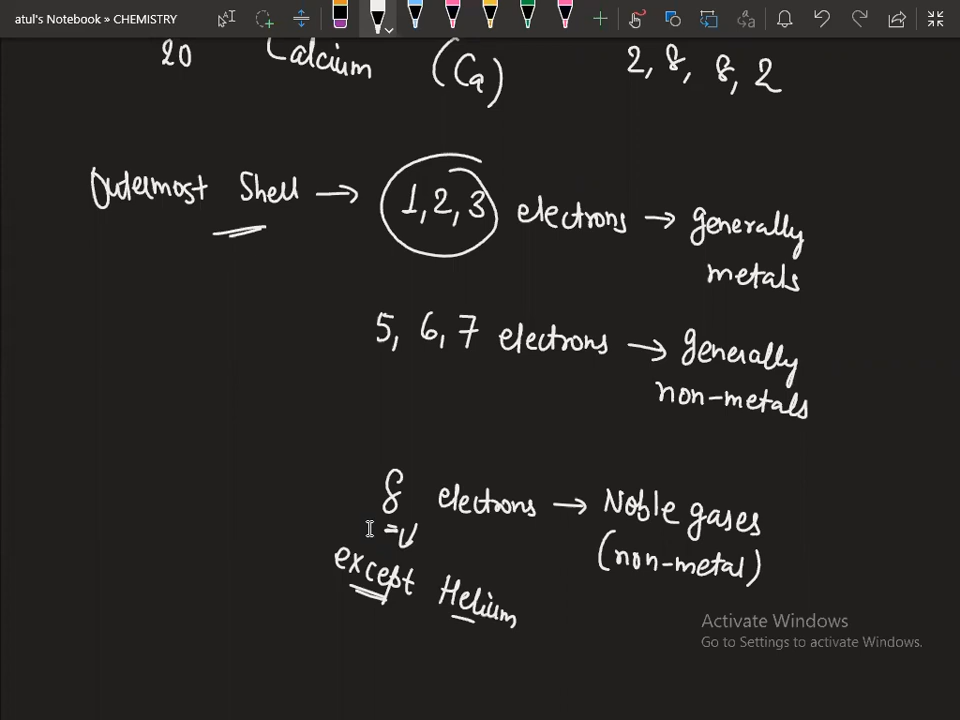 atul's Notebook » CHEMISTRY
20 Calcium (Ca) 2, 8, 8, 2
Outermost Shell → 1, 2, 3 electrons → generally
metals
5, 6, 7 electrons → generally
non-metals
8 electrons → Noble gases
(non-metal)
except Helium
Activate Windows
Go to Settings to activate Windows.